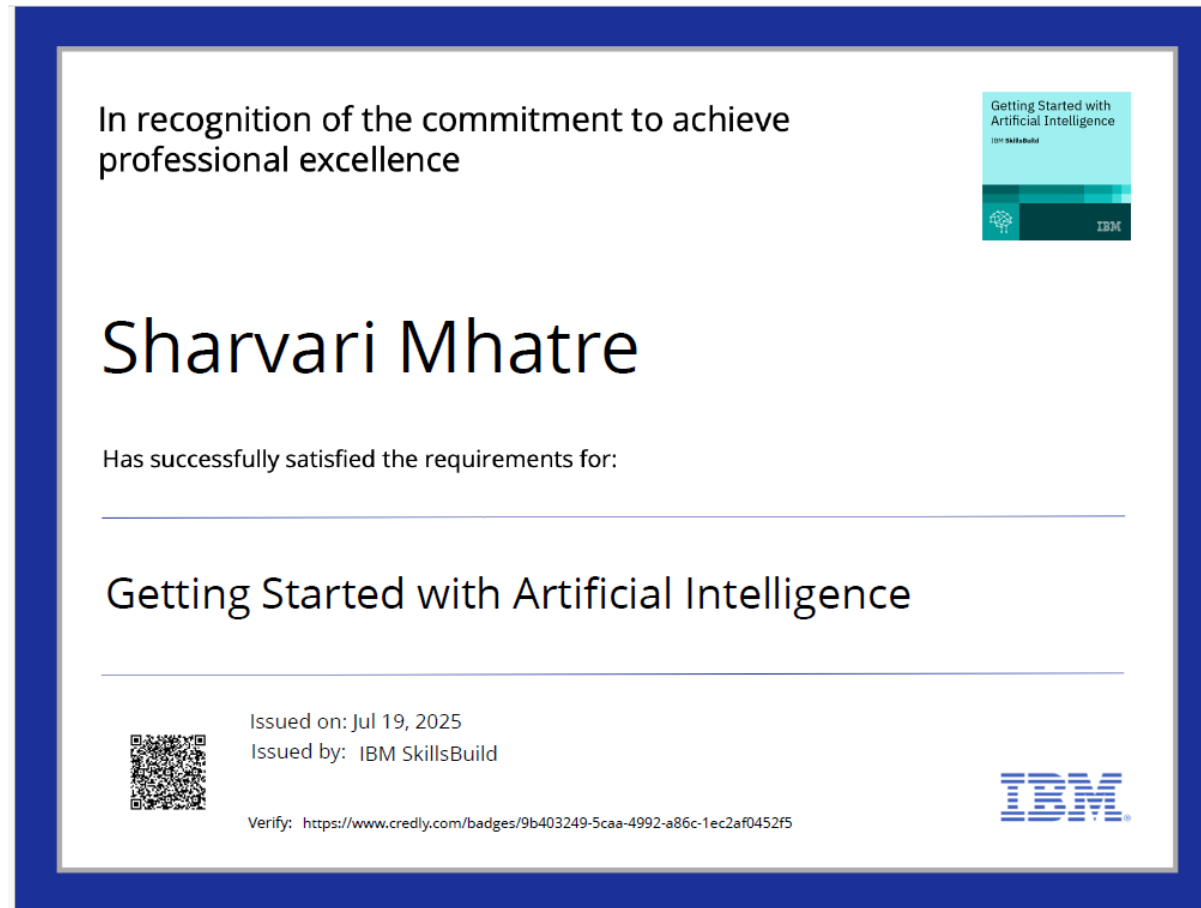 In recognition of the commitment to achieve
professional excellence
Getting Started with
Artificial Intelligence
IBM SkillsBuild
IBM
Sharvari Mhatre
Has successfully satisfied the requirements for:
Getting Started with Artificial Intelligence
Issued on: Jul 19, 2025
Issued by: IBM SkillsBuild
Verify: https://www.credly.com/badges/9b403249-5caa-4992-a86c-1ec2af0452f5
IBM®